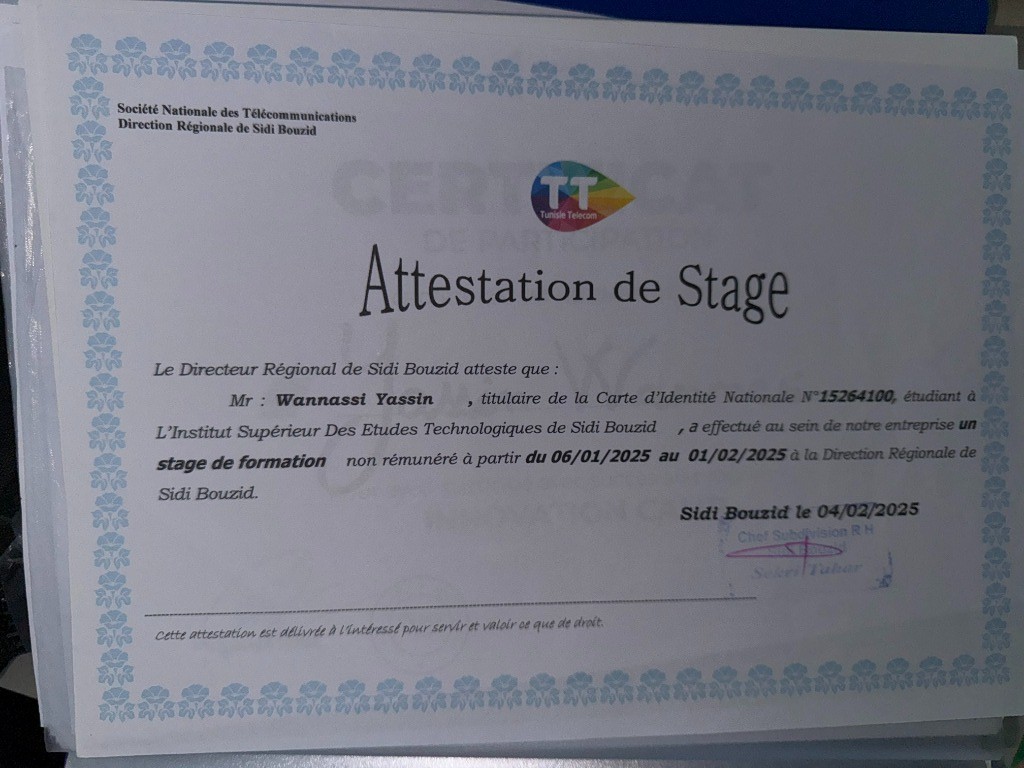 Société Nationale des Télécommunications
Direction Régionale de Sidi Bouzid
TT
Tunisie Telecom
Attestation de Stage
Le Directeur Régional de Sidi Bouzid atteste que :
Mr : Wannassi Yassin , titulaire de la Carte d'Identité Nationale N°15264100, étudiant à
L'Institut Supérieur Des Etudes Technologiques de Sidi Bouzid , a effectué au sein de notre entreprise un
stage de formation non rémunéré à partir du 06/01/2025 au 01/02/2025 à la Direction Régionale de
Sidi Bouzid.
Sidi Bouzid le 04/02/2025
Chef Subdivision R H
Cette attestation est délivrée à l'intéressé pour servir et valoir ce que de droit.